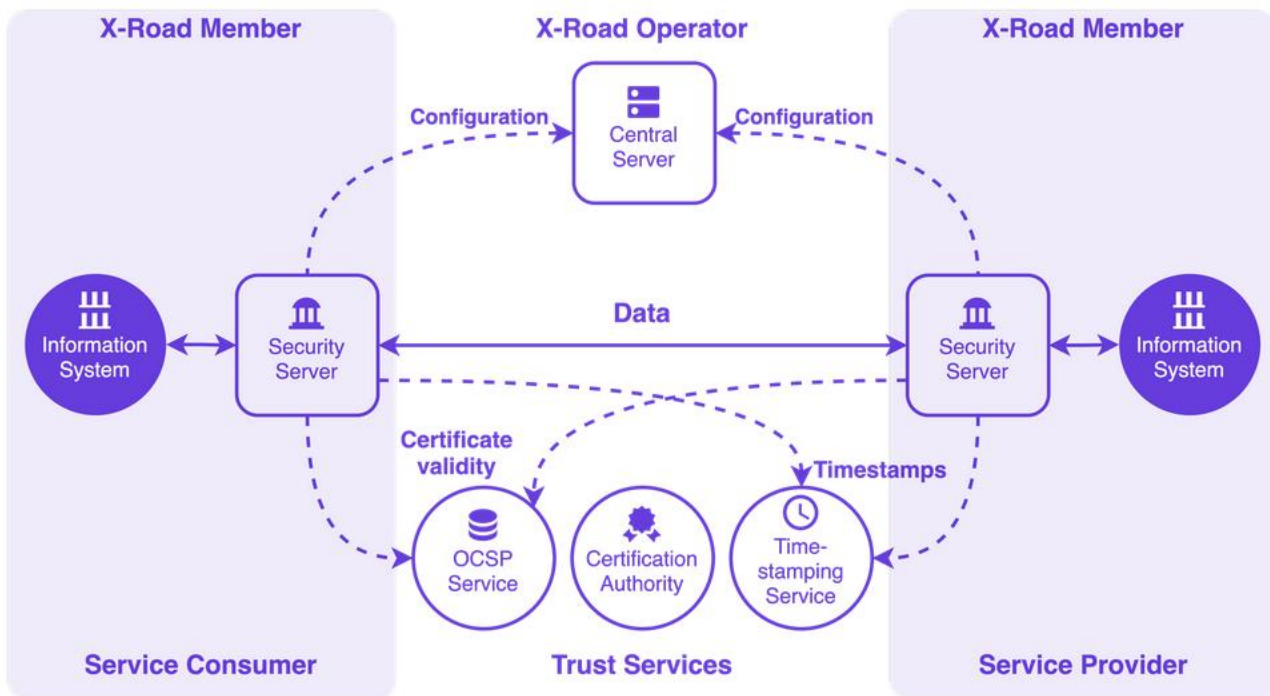 X-Road Member
X-Road Operator
X-Road Member
Configuration
Configuration
Central
Server
Data
Information
System
Security
Server
Security
Server
Information
System
Certificate
validity
Timestamps
OCSP
Service
Certification
Authority
Time-
stamping
Service
Service Consumer
Trust Services
Service Provider